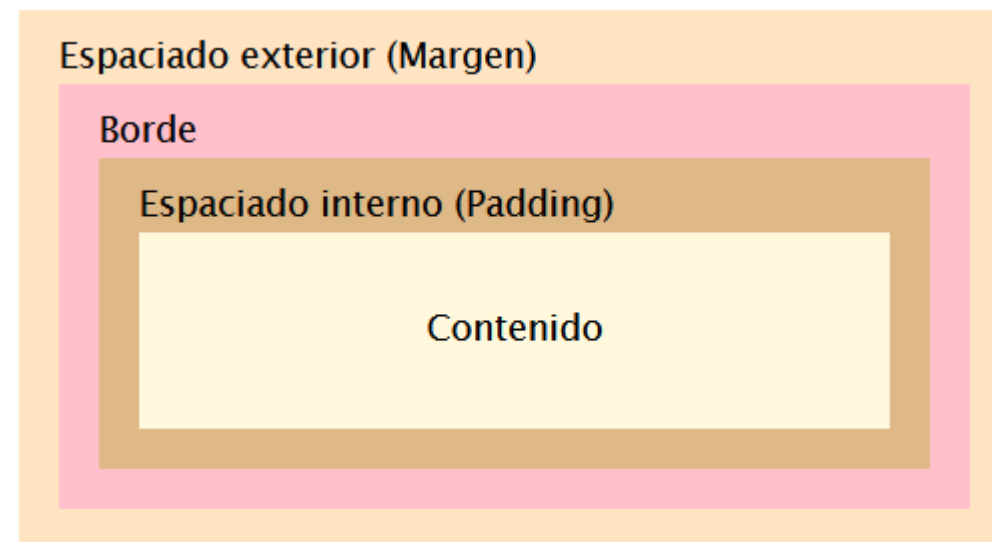 Espaciado exterior (Margen)
Borde
Espaciado interno (Padding)
Contenido